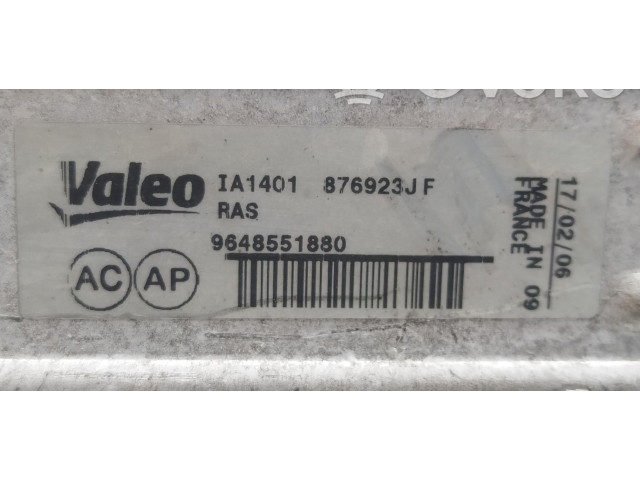 Valeo IA1401 876923J F
RAS
9648551880
AC AP
17/02/06
MADE IN 09
FRANCE